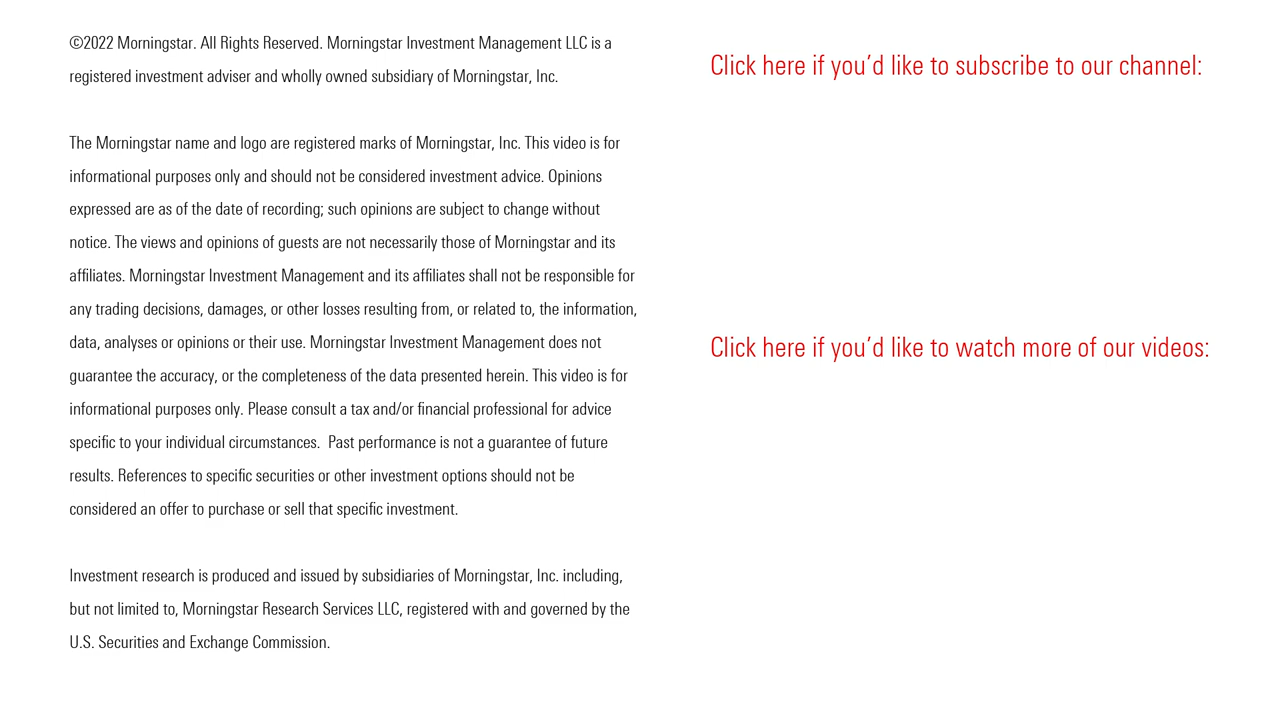 ©2022 Morningstar. All Rights Reserved. Morningstar Investment Management LLC is a
registered investment adviser and wholly owned subsidiary of Morningstar, Inc.
The Morningstar name and logo are registered marks of Morningstar, Inc. This video is for
informational purposes only and should not be considered investment advice. Opinions
expressed are as of the date of recording; such opinions are subject to change without
notice. The views and opinions of guests are not necessarily those of Morningstar and its
affiliates. Morningstar Investment Management and its affiliates shall not be responsible for
any trading decisions, damages, or other losses resulting from, or related to, the information,
data, analyses or opinions or their use. Morningstar Investment Management does not
guarantee the accuracy, or the completeness of the data presented herein. This video is for
informational purposes only. Please consult a tax and/or financial professional for advice
specific to your individual circumstances.  Past performance is not a guarantee of future
results. References to specific securities or other investment options should not be
considered an offer to purchase or sell that specific investment.
Investment research is produced and issued by subsidiaries of Morningstar, Inc. including,
but not limited to, Morningstar Research Services LLC, registered with and governed by the
U.S. Securities and Exchange Commission.
Click here if you’d like to subscribe to our channel:
Click here if you’d like to watch more of our videos: